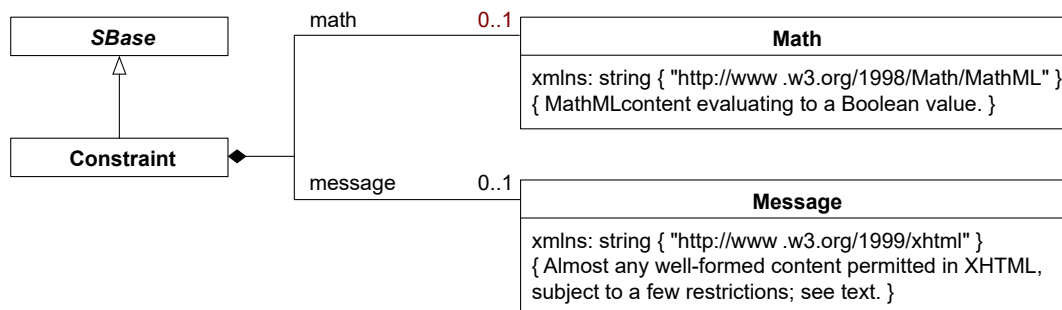 SBase
Constraint
math 0..1
Math
xmlns: string { "http://www .w3.org/1998/Math/MathML" }
{ MathMLcontent evaluating to a Boolean value. }
message 0..1
Message
xmlns: string { "http://www .w3.org/1999/xhtml" }
{ Almost any well-formed content permitted in XHTML,
subject to a few restrictions; see text. }